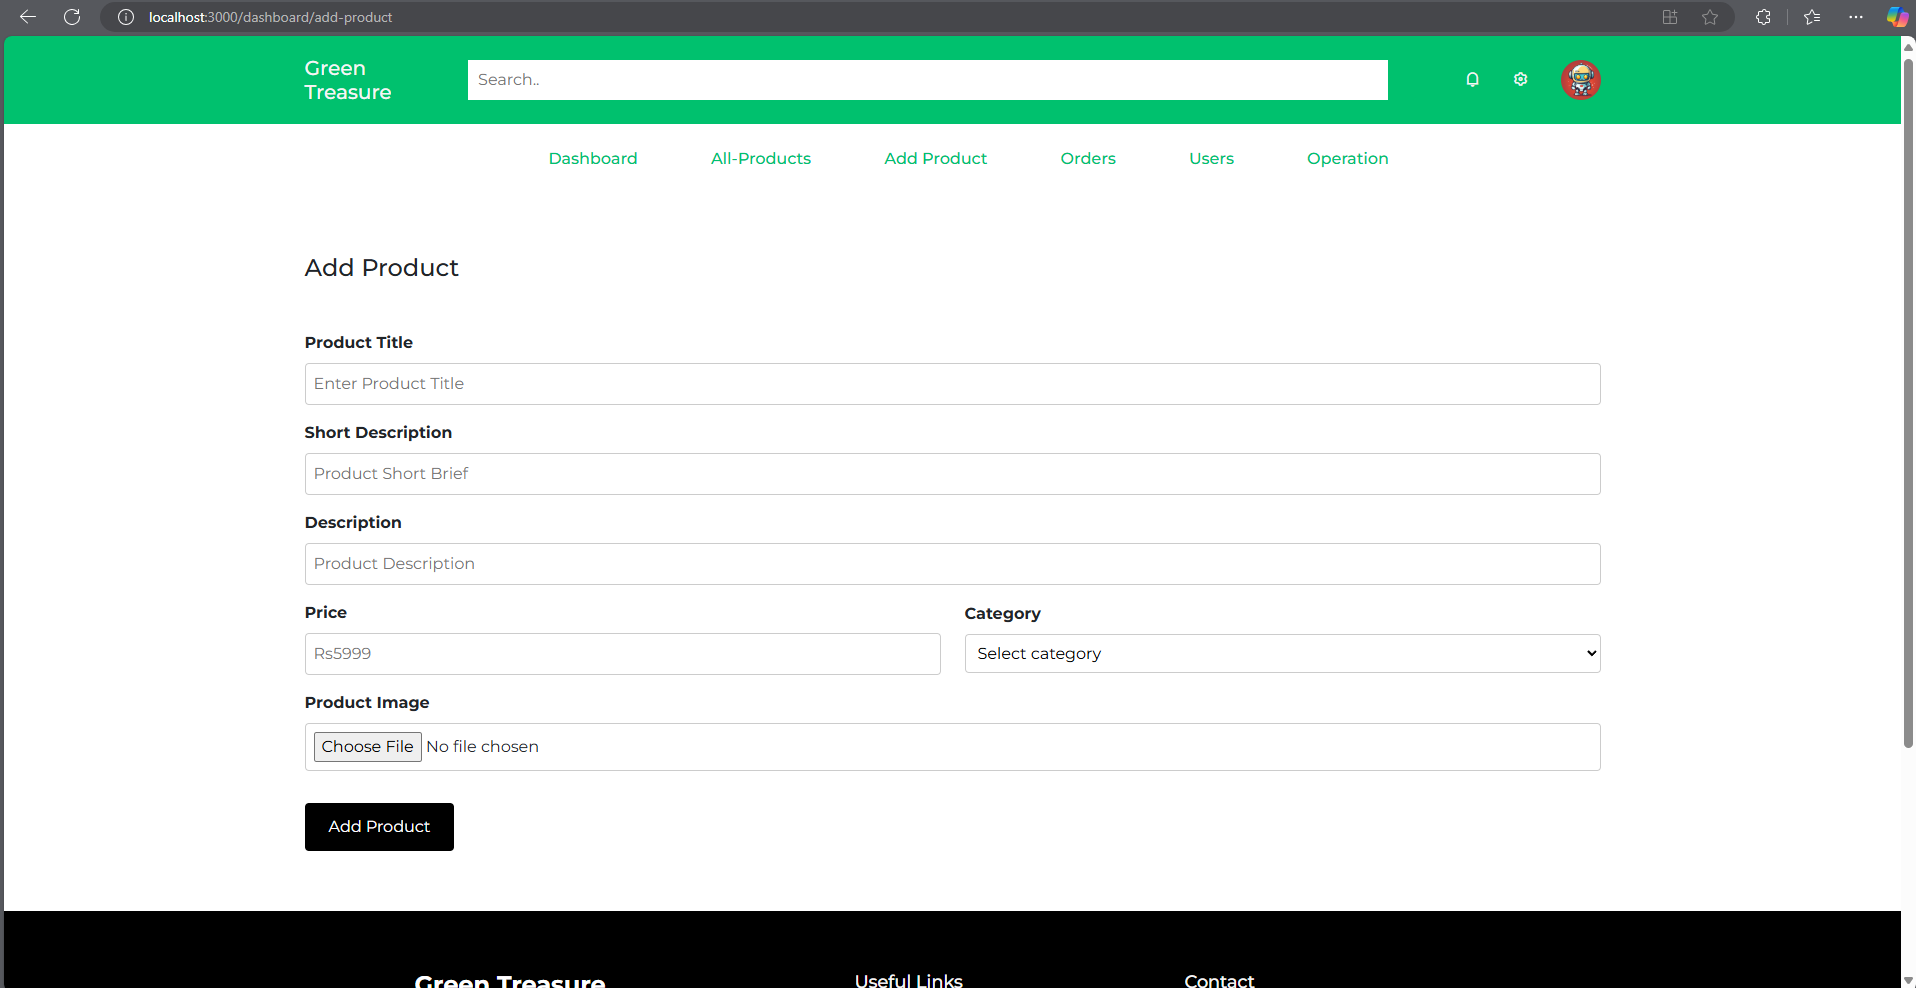 localhost:3000/dashboard/add-product
Green
Treasure
Search..
Dashboard All-Products Add Product Orders Users Operation
Add Product
Product Title
Enter Product Title
Short Description
Product Short Brief
Description
Product Description
Price Category
Rs5999 Select category
Product Image
Choose File No file chosen
Add Product
Green Treasure Useful Links Contact